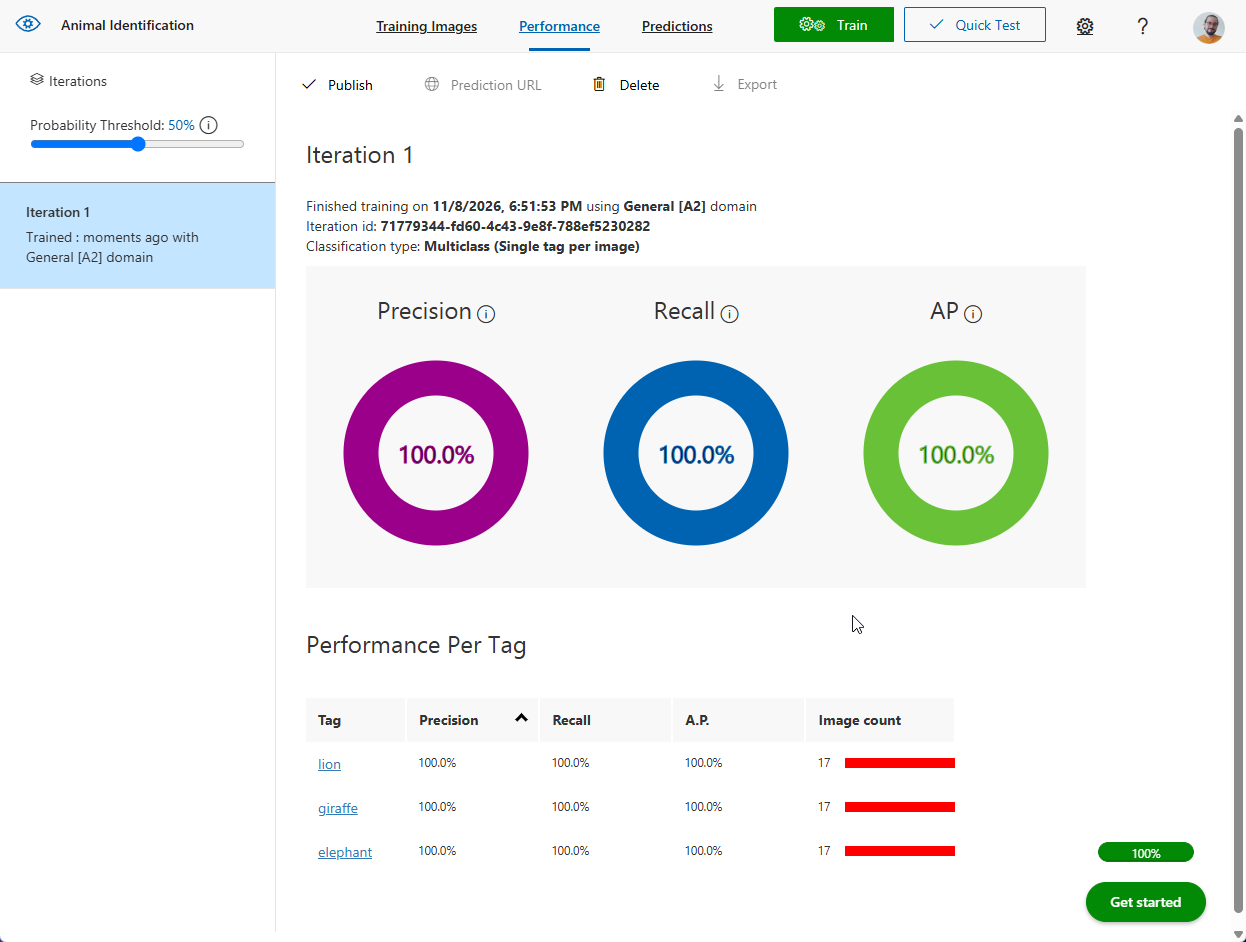 Animal Identification
Training Images
Performance
Predictions
Train
Quick Test
?
Iterations
Probability Threshold: 50%
Iteration 1
Trained : moments ago with
General [A2] domain
Publish
Prediction URL
Delete
Export
Iteration 1
Finished training on 11/8/2026, 6:51:53 PM using General [A2] domain
Iteration id: 71779344-fd60-4c43-9e8f-788ef5230282
Classification type: Multiclass (Single tag per image)
Precision
Recall
AP
100.0%
100.0%
100.0%
Performance Per Tag
Tag Precision Recall A.P. Image count
lion 100.0% 100.0% 100.0% 17
giraffe 100.0% 100.0% 100.0% 17
elephant 100.0% 100.0% 100.0% 17
100%
Get started